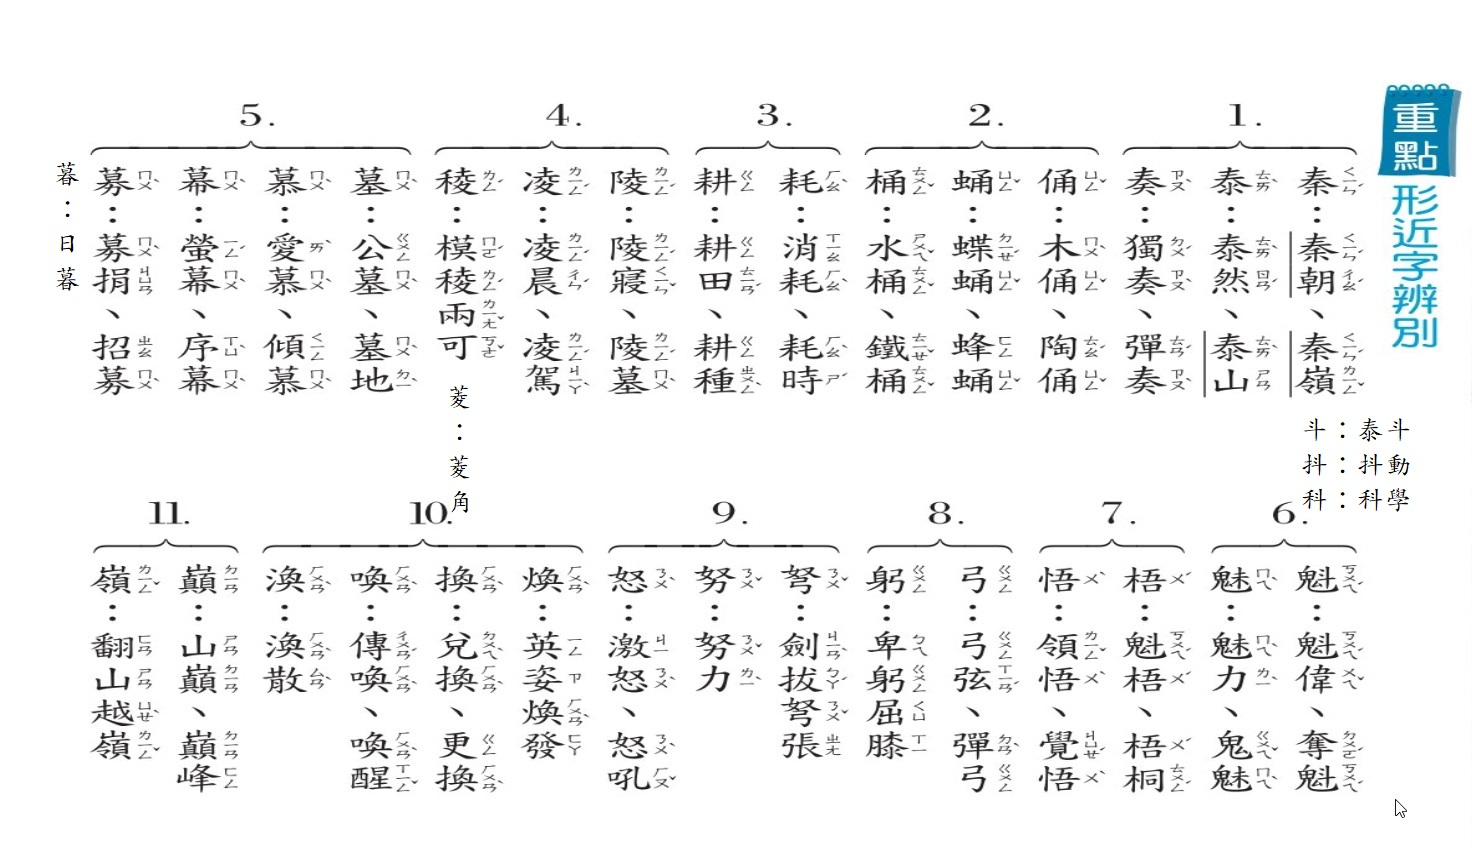 重點
形近字辨別
1.
秦：秦朝、秦嶺
泰：泰然、泰山
奏：獨奏、彈奏
斗：泰斗
抖：抖動
科：科學
2.
俑：木俑、陶俑
蛹：蝶蛹、蜂蛹
桶：水桶、鐵桶
3.
耗：消耗、耗時
耕：耕田、耕種
4.
陵：陵寢、陵墓
凌：凌晨、凌駕
稜：模稜兩可
菱：菱角
5.
墓：公墓、墓地
慕：愛慕、傾慕
幕：螢幕、序幕
募：募捐、招募
暮：日暮
6.
魁：魁偉、奪魁
魅：魅力、鬼魅
7.
梧：魁梧、梧桐
悟：領悟、覺悟
8.
弓：弓弦、彈弓
躬：卑躬屈膝
9.
弩：劍拔弩張
努：努力
怒：激怒、怒吼
10.
煥：英姿煥發
換：兌換、更換
喚：傳喚、喚醒
渙：渙散
11.
巔：山巔、巔峰
嶺：翻山越嶺